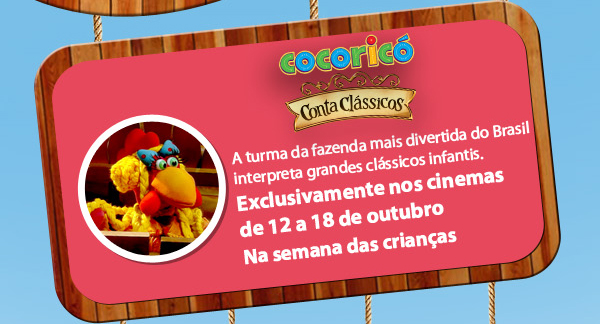 cocoricó
Conta Clássicos
A turma da fazenda mais divertida do Brasil
interpreta grandes clássicos infantis.
Exclusivamente nos cinemas
de 12 a 18 de outubro
Na semana das crianças